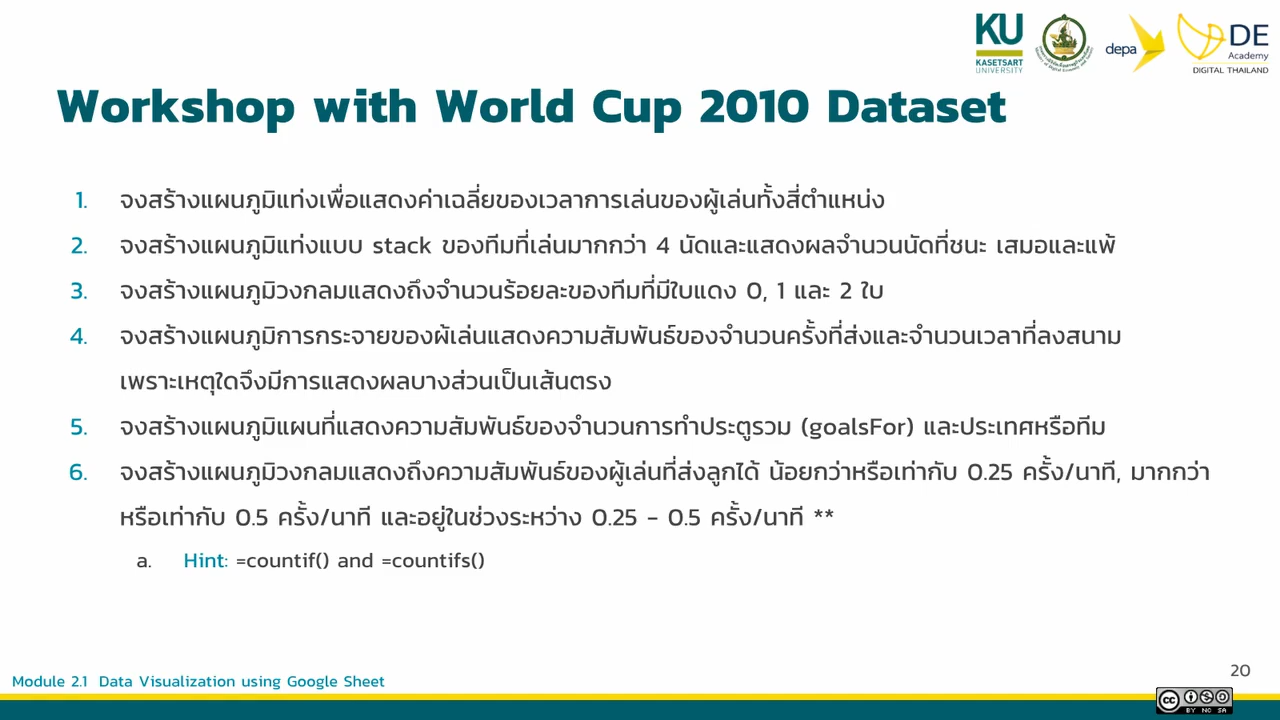 KU
KASETSART
UNIVERSITY
depa
DE
Academy
DIGITAL THAILAND
Workshop with World Cup 2010 Dataset
1. จงสร้างแผนภูมิแท่งเพื่อแสดงค่าเฉลี่ยของเวลาการเล่นของผู้เล่นทั้งสี่ตำแหน่ง
2. จงสร้างแผนภูมิแท่งแบบ stack ของทีมที่เล่นมากกว่า 4 นัดและแสดงผลจำนวนนัดที่ชนะ เสมอและแพ้
3. จงสร้างแผนภูมิวงกลมแสดงถึงจำนวนร้อยละของทีมที่มีใบแดง 0, 1 และ 2 ใบ
4. จงสร้างแผนภูมิการกระจายของผ้เล่นแสดงความสัมพันธ์ของจำนวนครั้งที่ส่งและจำนวนเวลาที่ลงสนาม
เพราะเหตุใดจึงมีการแสดงผลบางส่วนเป็นเส้นตรง
5. จงสร้างแผนภูมิแผนที่แสดงความสัมพันธ์ของจำนวนการทำประตูรวม (goalsFor) และประเทศหรือทีม
6. จงสร้างแผนภูมิวงกลมแสดงถึงความสัมพันธ์ของผู้เล่นที่ส่งลูกได้ น้อยกว่าหรือเท่ากับ 0.25 ครั้ง/นาที, มากกว่า
หรือเท่ากับ 0.5 ครั้ง/นาที และอยู่ในช่วงระหว่าง 0.25 - 0.5 ครั้ง/นาที **
a. Hint: =countif() and =countifs()
20
Module 2.1 Data Visualization using Google Sheet
cc
BY NC SA